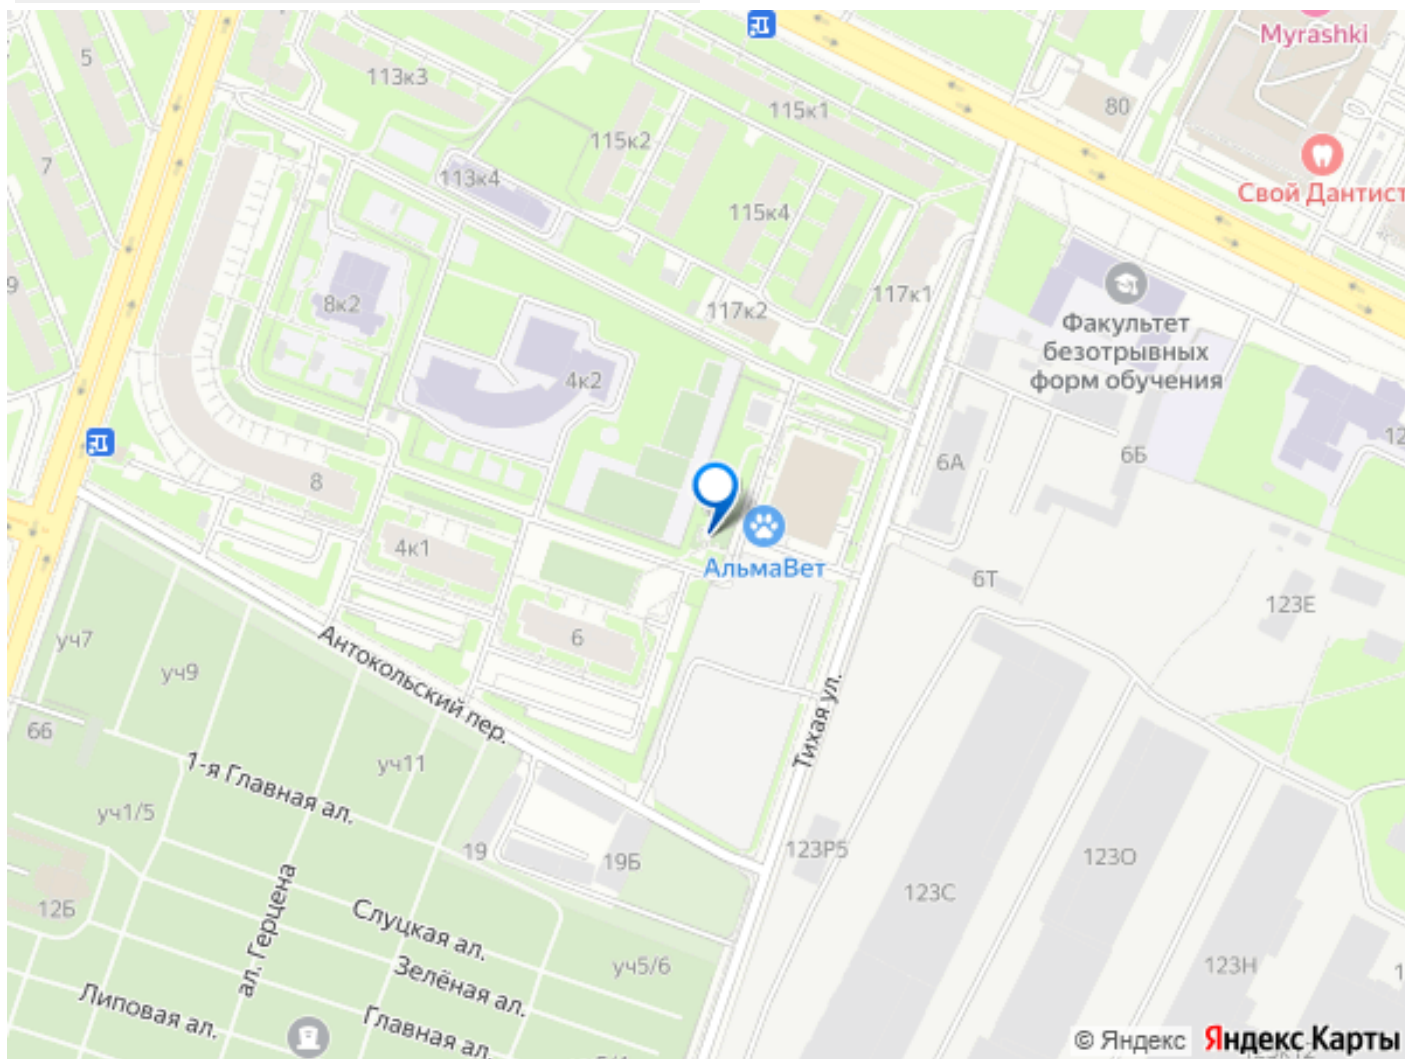 Myrashki
5
113к3
80
115к1
115к2
Свой Дантист
7
113к4
115к4
9
8к2
117к2
117к1
Факультет
безотрывных
форм обучения
4к2
12
6А
6Б
8
4к1
АльмаВет
6Т
123Е
уч7
6
Антокольский пер.
уч9
Тихая ул.
6Б
уч11
1-я Главная ал.
уч1/5
19
19Б
123Р5
123О
123С
12Б
ал. Герцена
Слуцкая ал.
уч5/6
Зелёная ал.
123Н
1
Липовая ал.
Главная ал.
© Яндекс
Яндекс Карты